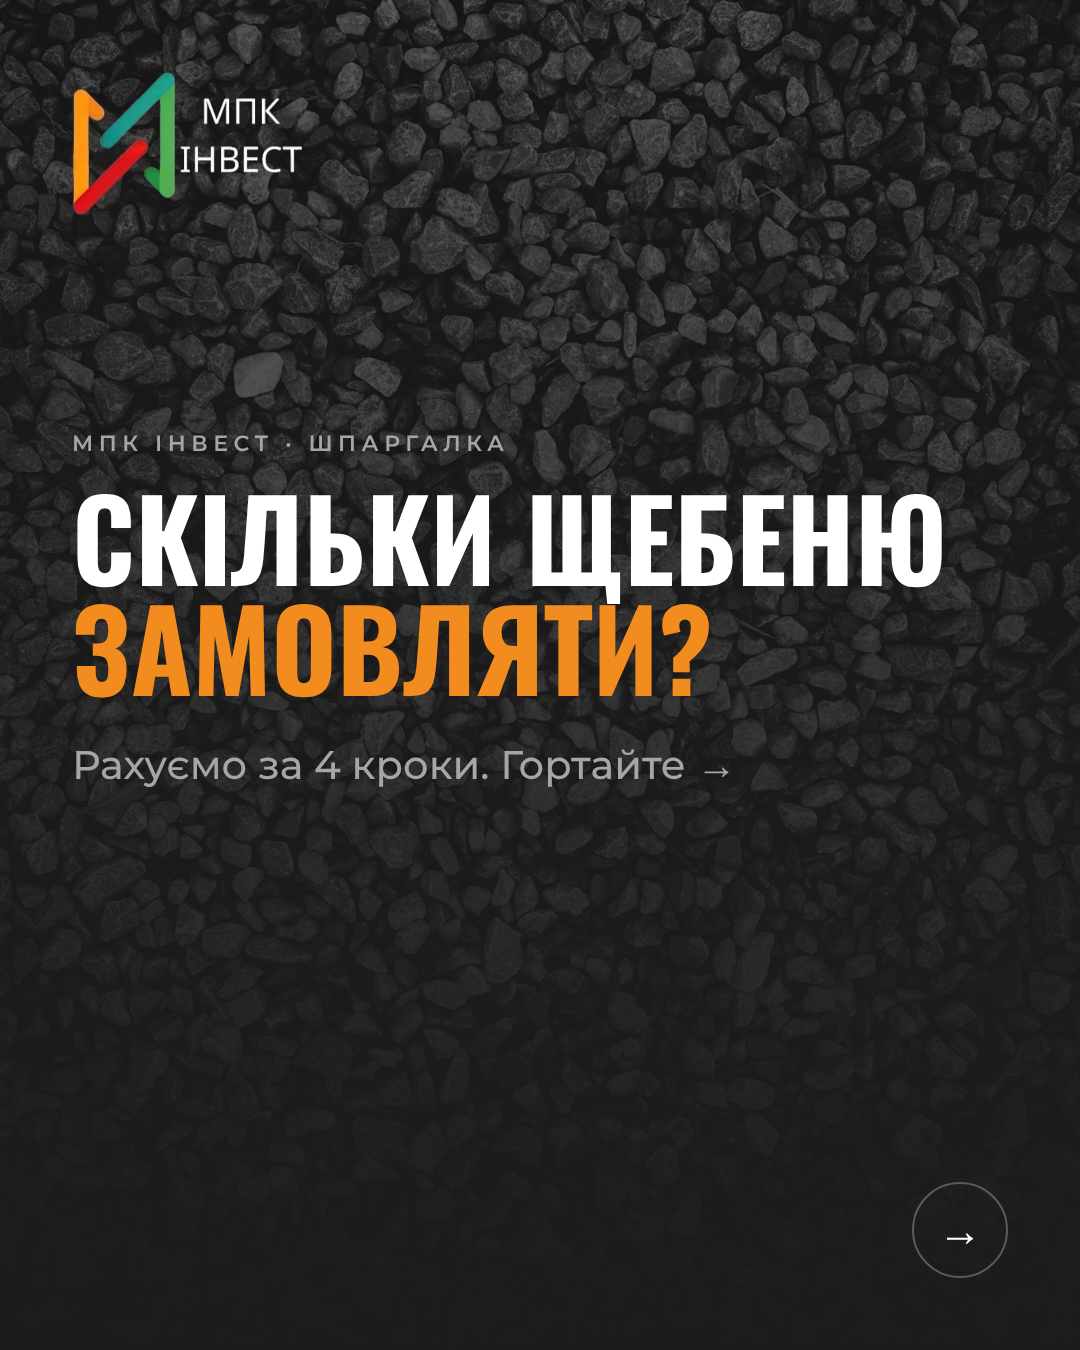 МПК
ІНВЕСТ
МПК ІНВЕСТ · ШПАРГАЛКА
СКІЛЬКИ ЩЕБЕНЮ
ЗАМОВЛЯТИ?
Рахуємо за 4 кроки. Гортайте →
→